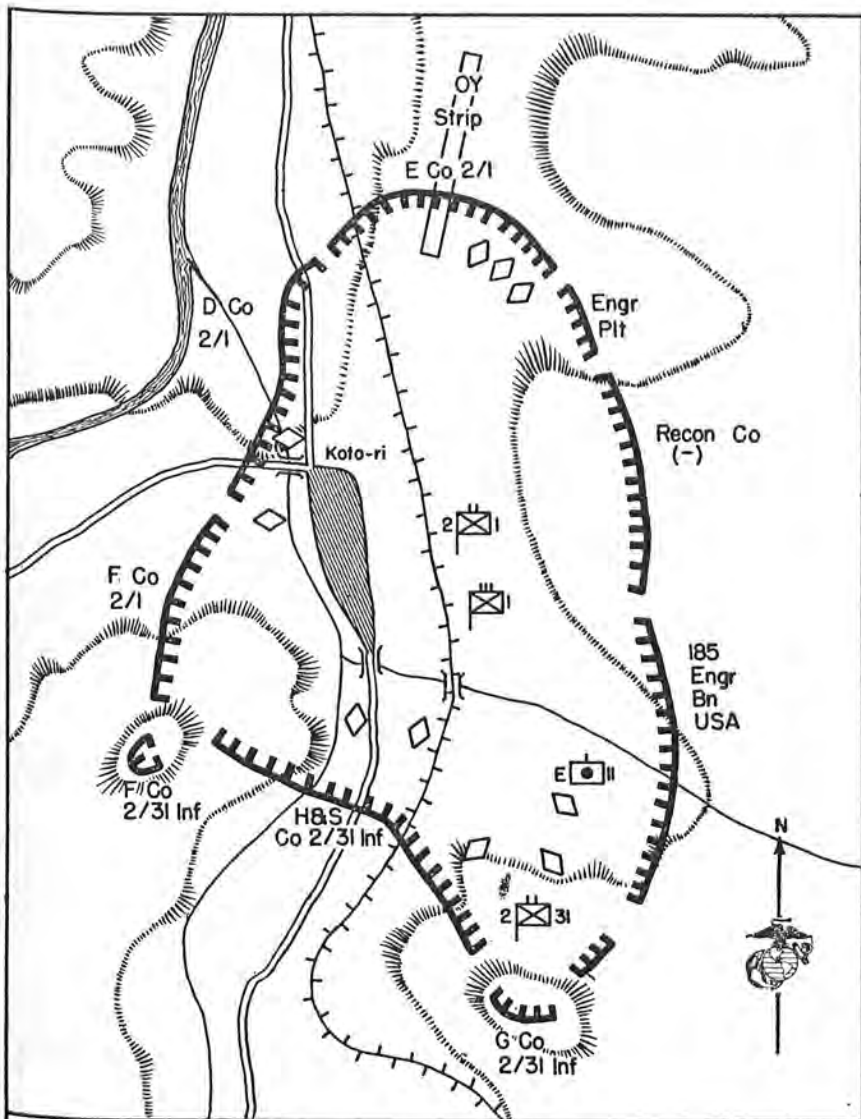 OY
Strip
E Co 2/1
D Co
2/1
Engr
Plt
Koto-ri
Recon Co
(-)
2 1
1
F Co
2/1
185
Engr
Bn
USA
E 11
F Co
2/31 Inf
H&S
Co 2/31 Inf
N
2 31
G Co
2/31 Inf